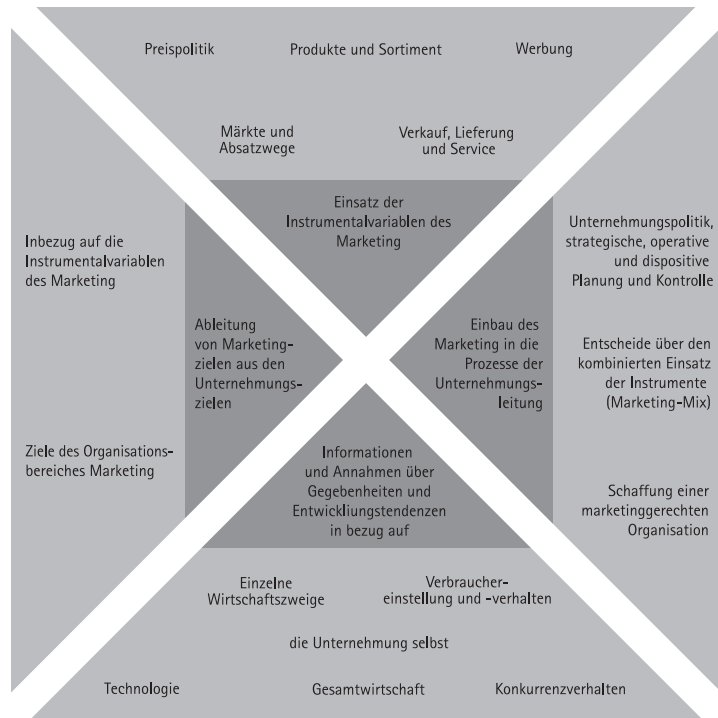 Preispolitik
Produkte und Sortiment
Werbung
Märkte und
Absatzwege
Verkauf, Lieferung
und Service
Einsatz der
Instrumentalvariablen des
Marketing
Inbezug auf die
Instrumentalvariablen
des Marketing
Ziele des Organisations-
bereiches Marketing
Ableitung
von Marketing-
zielen aus den
Unternehmungs-
zielen
Einbau des
Marketing in die
Prozesse der
Unternehmungs-
leitung
Unternehmungspolitik,
strategische, operative
und dispositive
Planung und Kontrolle
Entscheide über den
kombinierten Einsatz
der Instrumente
(Marketing-Mix)
Schaffung einer
marketinggerechten
Organisation
Informationen
und Annahmen über
Gegebenheiten und
Entwickliungstendenzen
in bezug auf
Einzelne
Wirtschaftszweige
Verbraucher-
einstellung und -verhalten
die Unternehmung selbst
Technologie
Gesamtwirtschaft
Konkurrenzverhalten